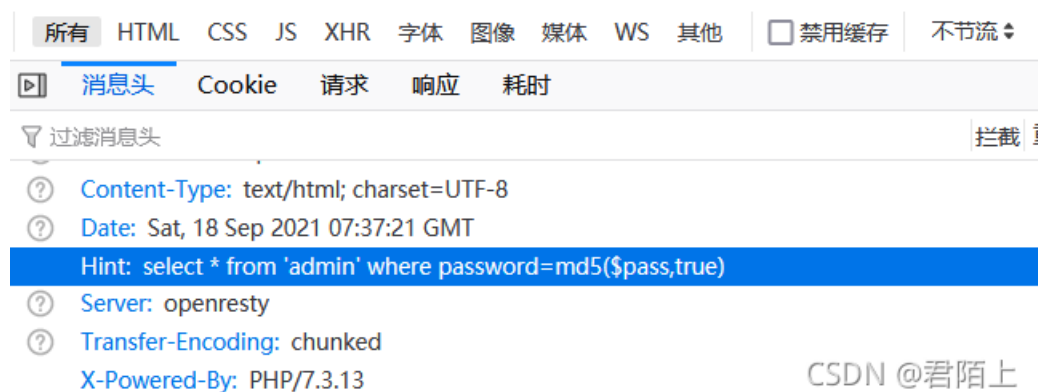 所有 HTML CSS JS XHR 字体 图像 媒体 WS 其他 禁用缓存 不节流
消息头 Cookie 请求 响应 耗时
过滤消息头 拦截
Content-Type: text/html; charset=UTF-8
Date: Sat, 18 Sep 2021 07:37:21 GMT
Hint: select * from 'admin' where password=md5($pass,true)
Server: openresty
Transfer-Encoding: chunked
X-Powered-By: PHP/7.3.13
CSDN @君陌上